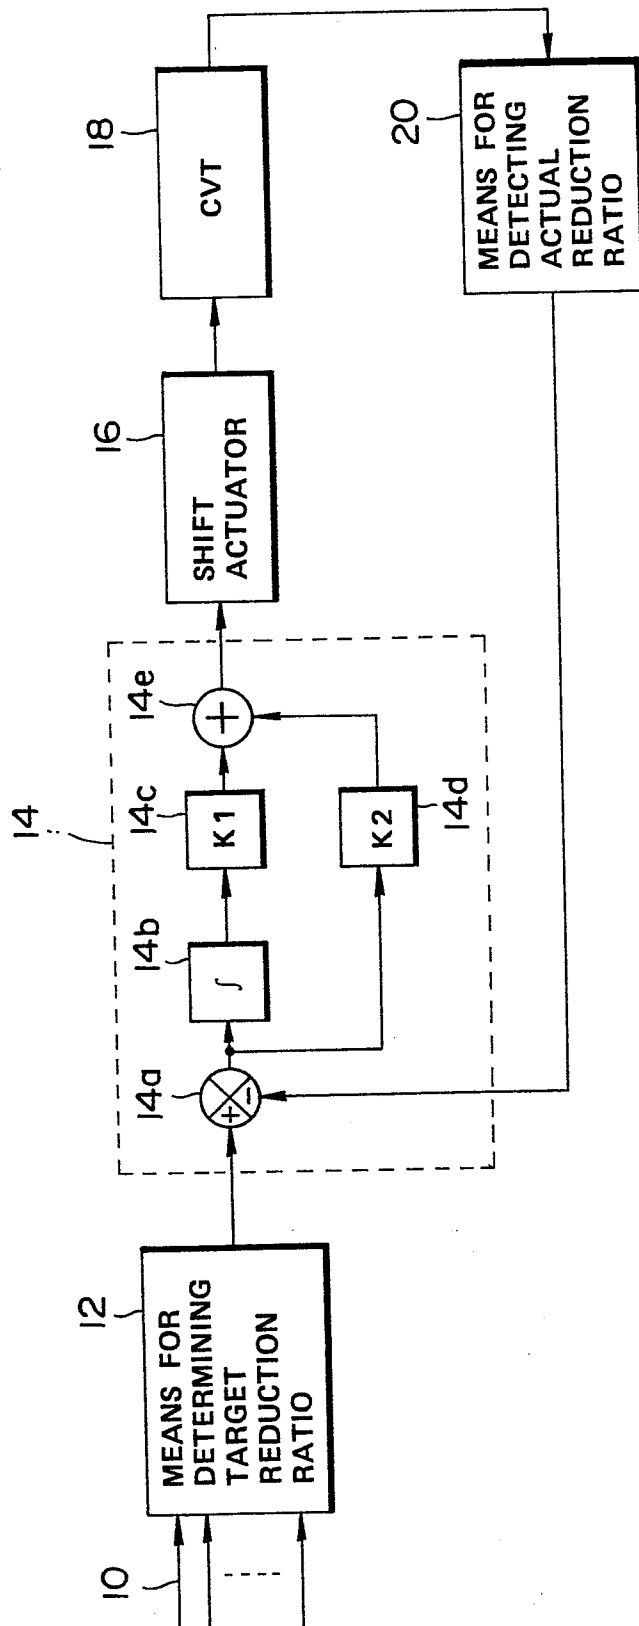 10
12
MEANS FOR
DETERMINING
TARGET
REDUCTION
RATIO
14
14a
+
−
14b
∫
14c
K1
14d
K2
14e
+
16
SHIFT
ACTUATOR
18
CVT
20
MEANS FOR
DETECTING
ACTUAL
REDUCTION
RATIO